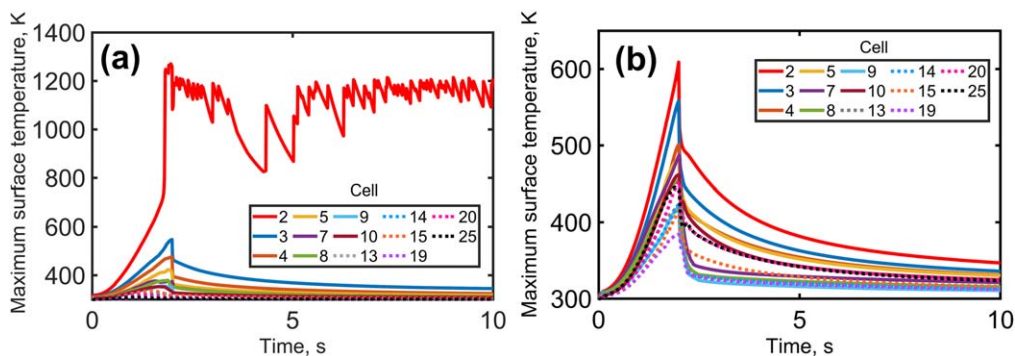 Maximum surface temperature, K
1400
1200
1000
800
600
400
(a)
Cell
2 5 9 14 20
3 7 10 15 25
4 8 13 19
0 5 10
Time, s
Maximum surface temperature, K
600
500
400
300
(b)
Cell
2 5 9 14 20
3 7 10 15 25
4 8 13 19
0 5 10
Time, s